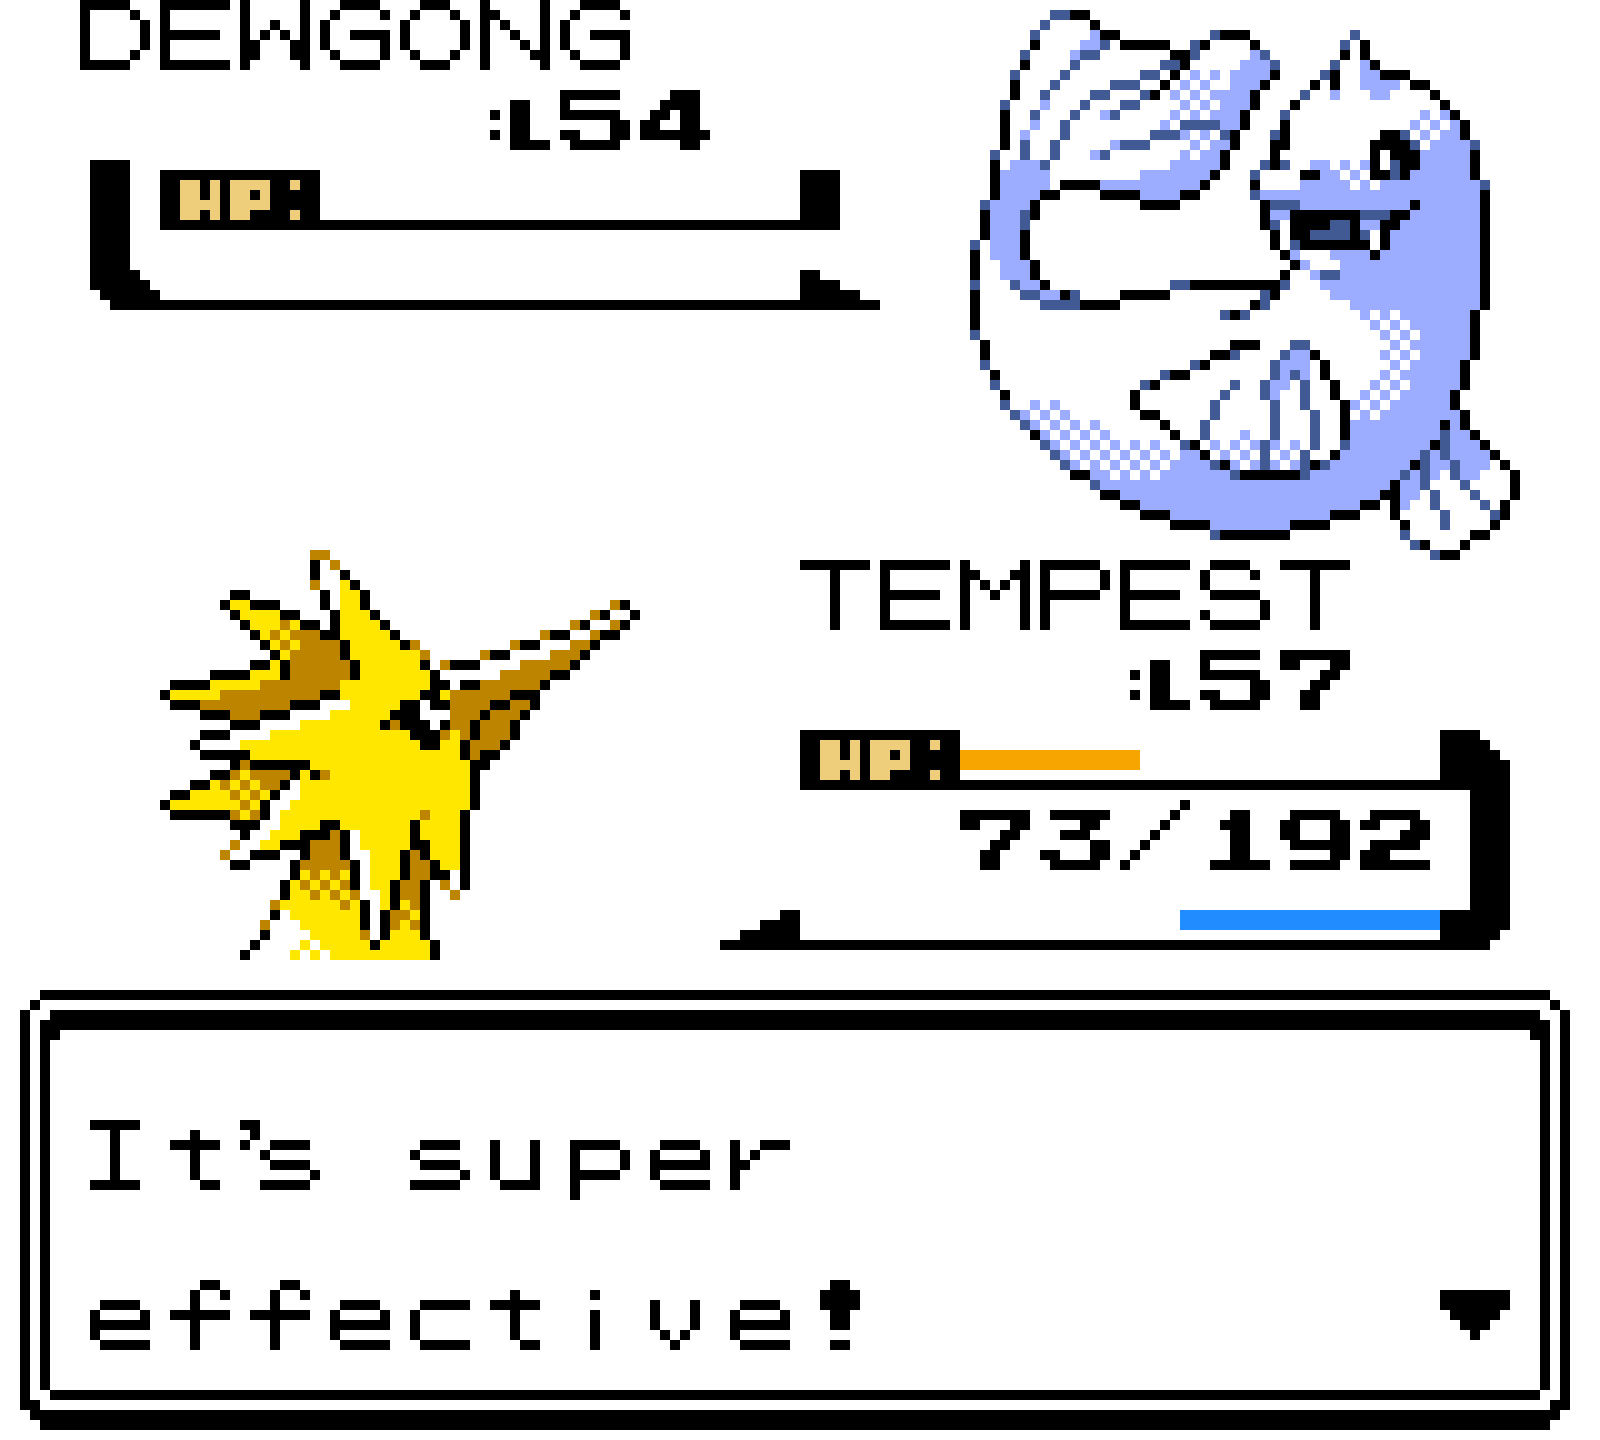 DEWGONG
:L54
HP:
TEMPEST
:L57
HP:
73/192
It's super
effective!